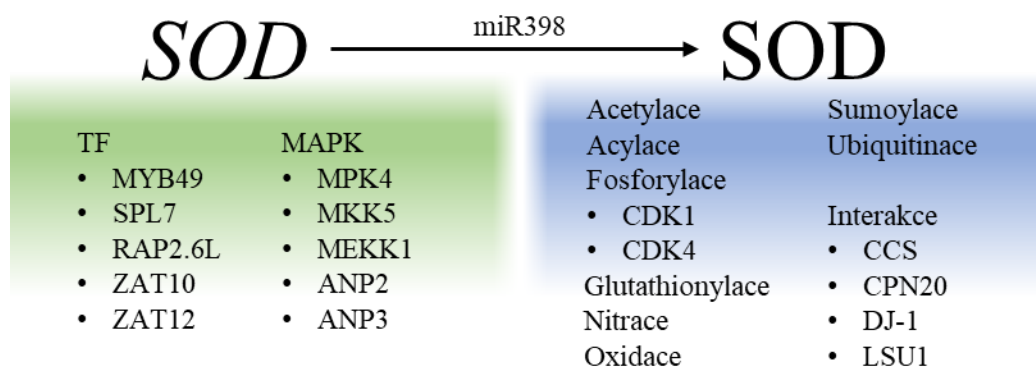 SOD
miR398
SOD
TF
• MYB49
• SPL7
• RAP2.6L
• ZAT10
• ZAT12
MAPK
• MPK4
• MKK5
• MEKK1
• ANP2
• ANP3
Acetylace
Acylace
Fosforylace
• CDK1
• CDK4
Glutathionylace
Nitrace
Oxidace
Sumoylace
Ubiquitinace
Interakce
• CCS
• CPN20
• DJ-1
• LSU1